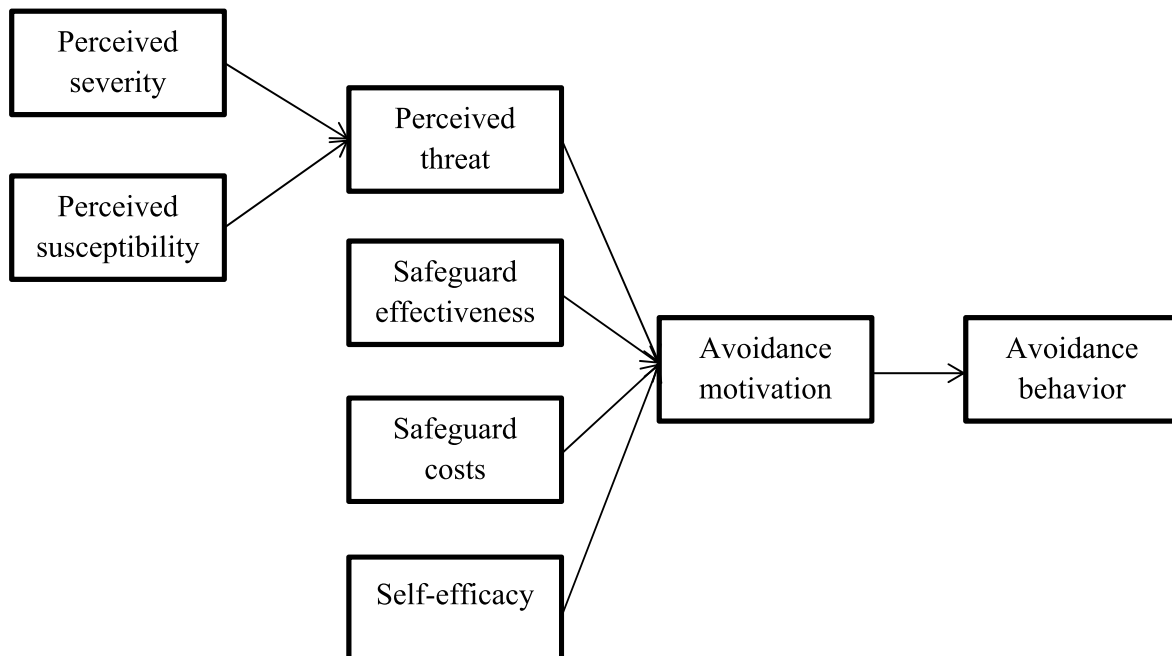 Perceived
severity
Perceived
susceptibility
Perceived
threat
Safeguard
effectiveness
Safeguard
costs
Self-efficacy
Avoidance
motivation
Avoidance
behavior